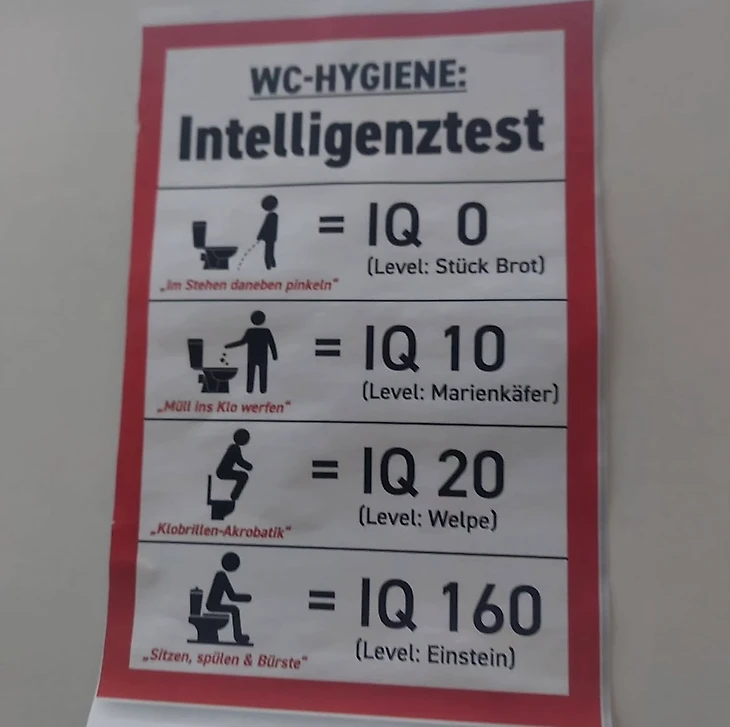 WC-HYGIENE:
Intelligenztest
= IQ 0
(Level: Stück Brot)
„im Stehen daneben pinkeln“
= IQ 10
(Level: Marienkäfer)
„Müll ins Klo werfen“
= IQ 20
(Level: Welpe)
„Klobrillen-Akrobatik“
= IQ 160
(Level: Einstein)
„Sitzen, spülen & Bürste“